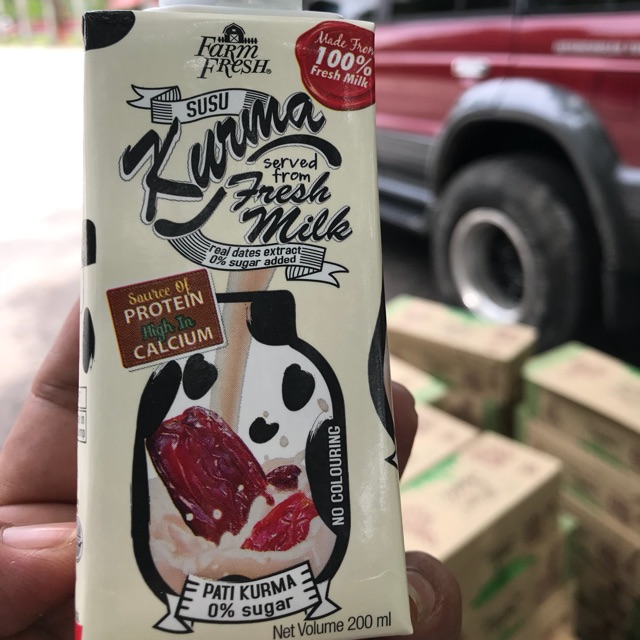 FARM
FRESH®
Made From
100%
Fresh Milk
SUSU
Kurma
served
from
Fresh
Milk
real dates extract
0% sugar added
Source Of
PROTEIN
High In
CALCIUM
NO COLOURING
PATI KURMA
0% sugar
Net Volume 200 ml